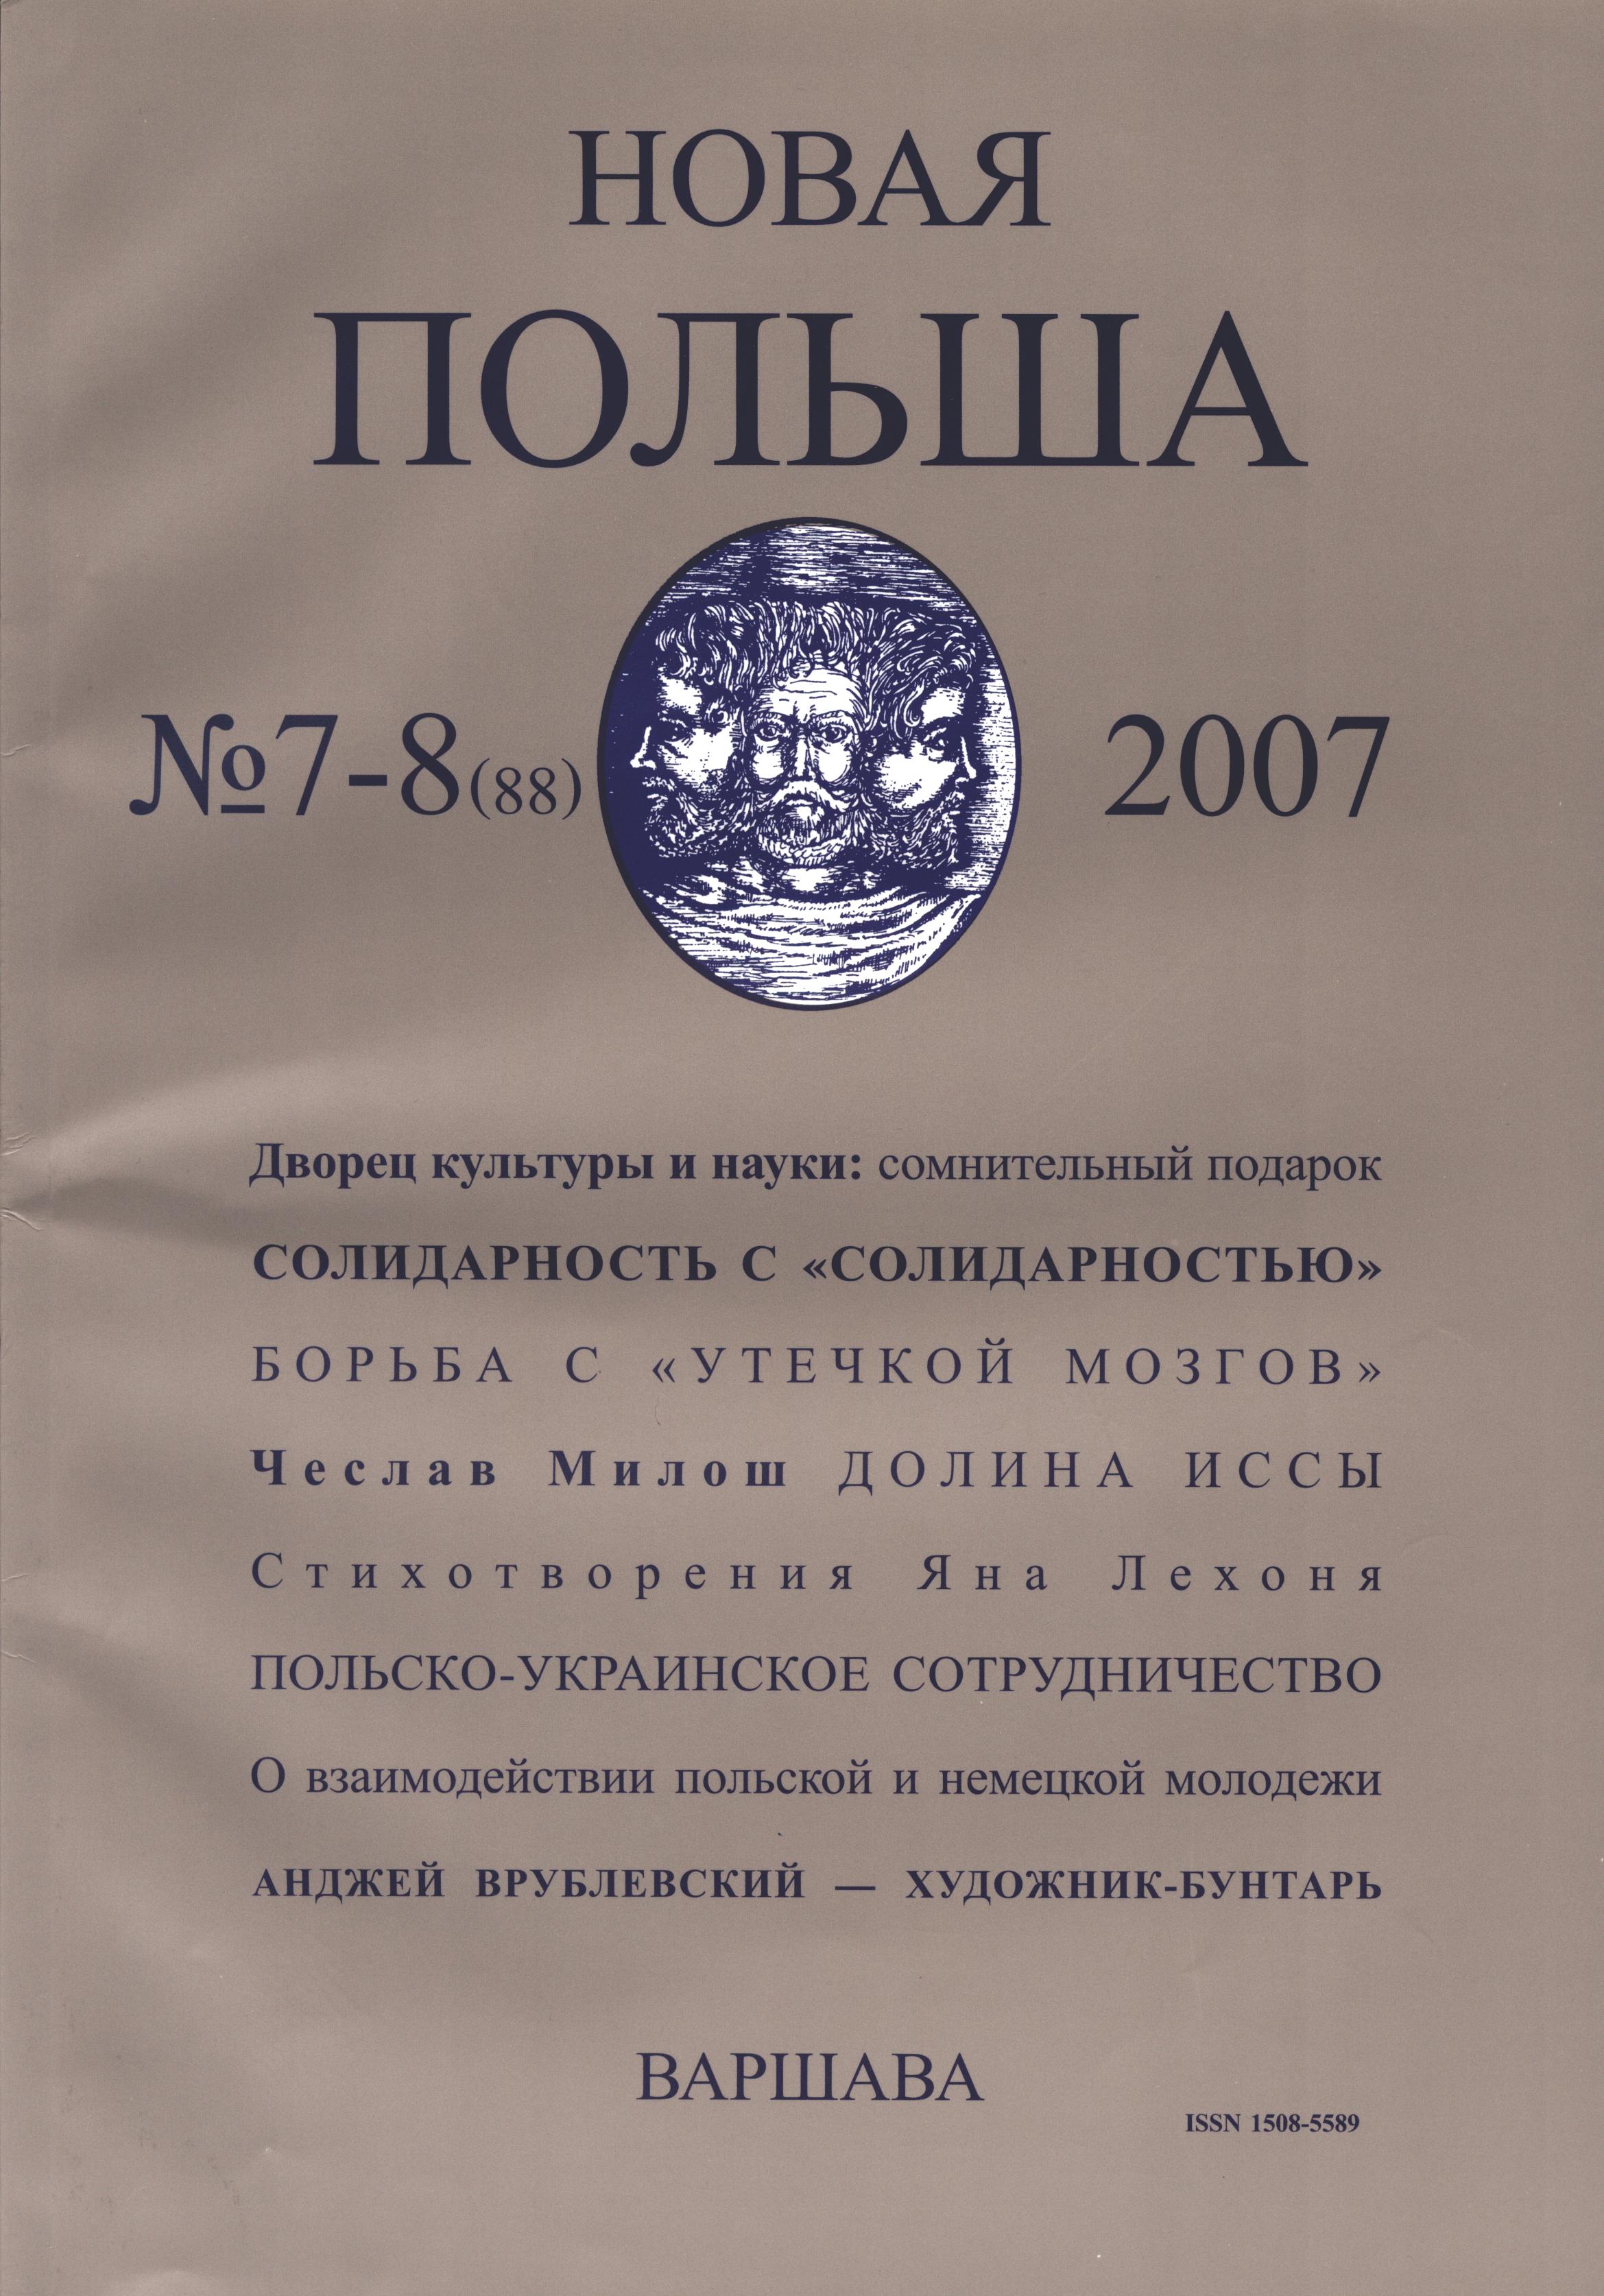 НОВАЯ
ПОЛЬША
№7-8(88) 2007
Дворец культуры и науки: сомнительный подарок
СОЛИДАРНОСТЬ С «СОЛИДАРНОСТЬЮ»
БОРЬБА С «УТЕЧКОЙ МОЗГОВ»
Чеслав Милош ДОЛИНА ИССЫ
Стихотворения Яна Лехоня
ПОЛЬСКО-УКРАИНСКОЕ СОТРУДНИЧЕСТВО
О взаимодействии польской и немецкой молодежи
АНДЖЕЙ ВРУБЛЕВСКИЙ — ХУДОЖНИК-БУНТАРЬ
ВАРШАВА
ISSN 1508-5589